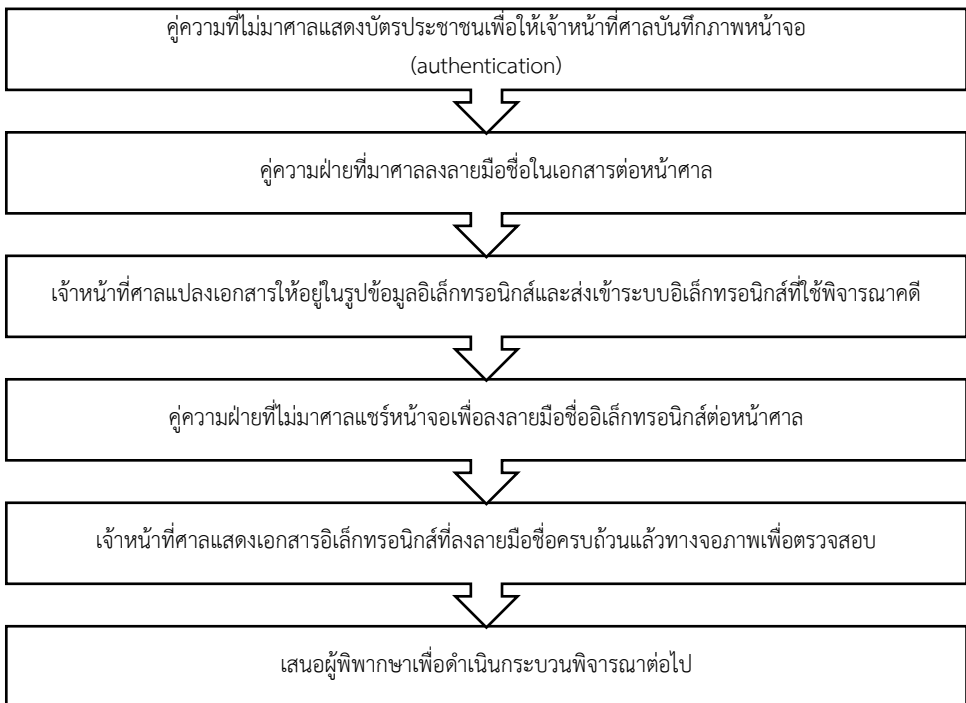 คู่ความที่ไม่มาศาลแสดงบัตรประชาชนเพื่อให้เจ้าหน้าที่ศาลบันทึกภาพหน้าจอ
(authentication)
คู่ความฝ่ายที่มาศาลลงลายมือชื่อในเอกสารต่อหน้าศาล
เจ้าหน้าที่ศาลแปลงเอกสารให้อยู่ในรูปข้อมูลอิเล็กทรอนิกส์และส่งเข้าระบบอิเล็กทรอนิกส์ที่ใช้พิจารณาคดี
คู่ความฝ่ายที่ไม่มาศาลแชร์หน้าจอเพื่อลงลายมือชื่ออิเล็กทรอนิกส์ต่อหน้าศาล
เจ้าหน้าที่ศาลแสดงเอกสารอิเล็กทรอนิกส์ที่ลงลายมือชื่อครบถ้วนแล้วทางจอภาพเพื่อตรวจสอบ
เสนอผู้พิพากษาเพื่อดำเนินกระบวนพิจารณาต่อไป